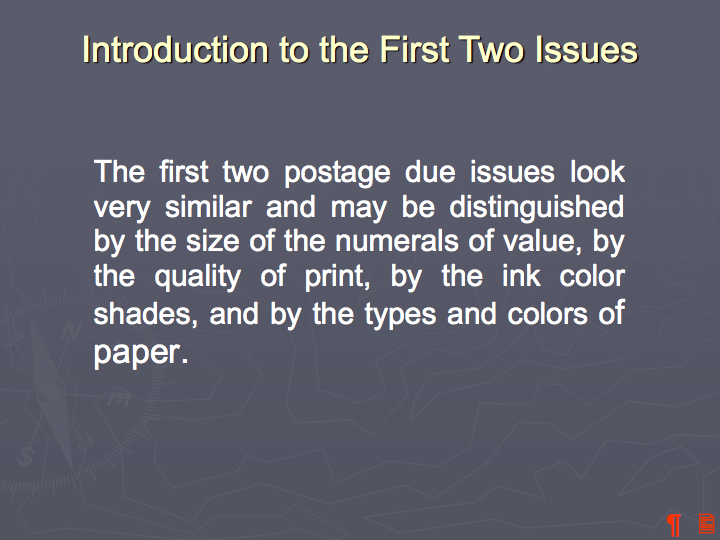 Introduction to the First Two Issues
The first two postage due issues look
very similar and may be distinguished
by the size of the numerals of value, by
the quality of print, by the ink color
shades, and by the types and colors of
paper.
N
m
S
¶